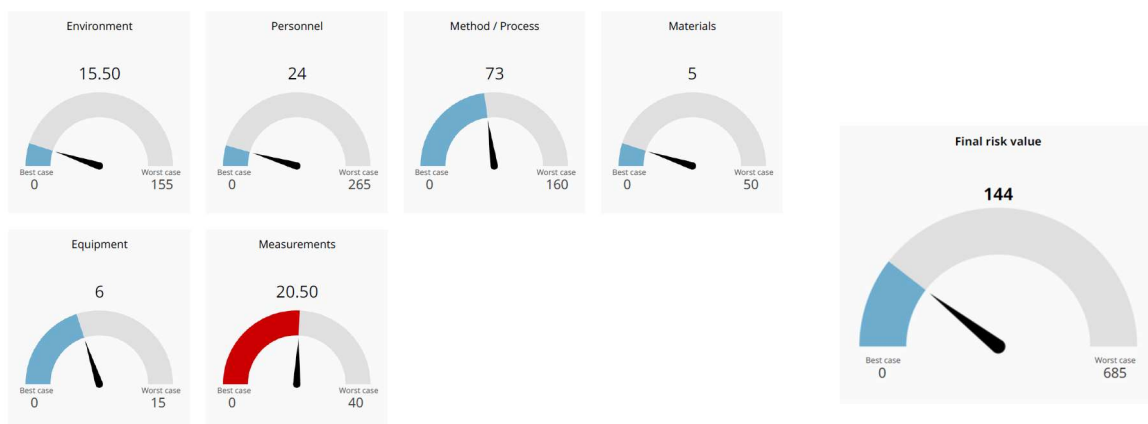 Environment
15.50
Best case
0
Worst case
155
Personnel
24
Best case
0
Worst case
265
Method / Process
73
Best case
0
Worst case
160
Materials
5
Best case
0
Worst case
50
Equipment
6
Best case
0
Worst case
15
Measurements
20.50
Best case
0
Worst case
40
Final risk value
144
Best case
0
Worst case
685